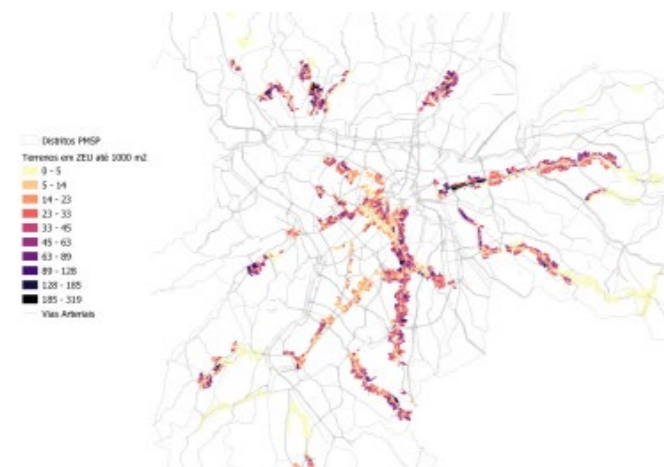 Distritos PMSP
Terrenos em ZEU até 1000 m2
0 - 5
5 - 14
14 - 23
23 - 33
33 - 45
45 - 63
63 - 89
89 - 128
128 - 185
185 - 319
Vias Arteriais